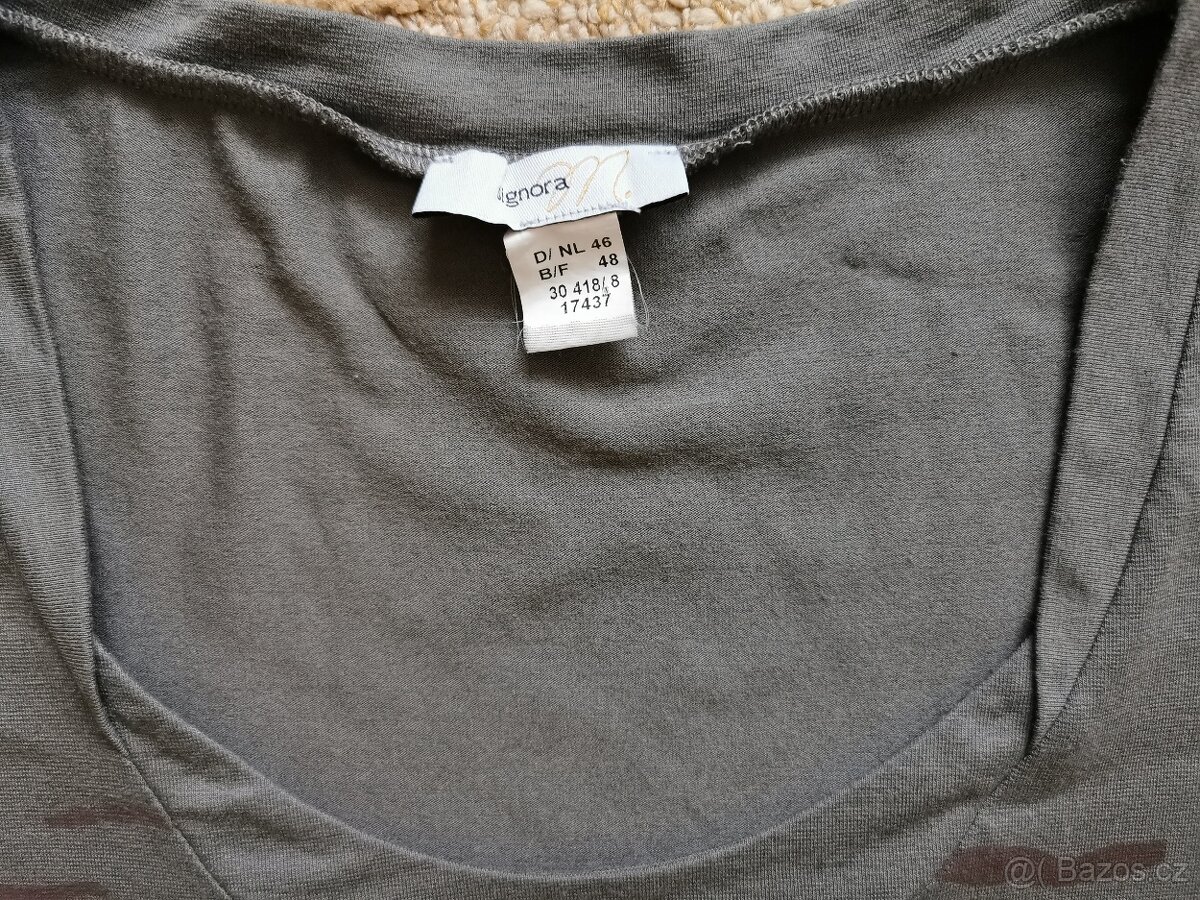 signora M.
D/ NL 46
B/F 48
30 418/ 8
17437
@( Bazos.cz